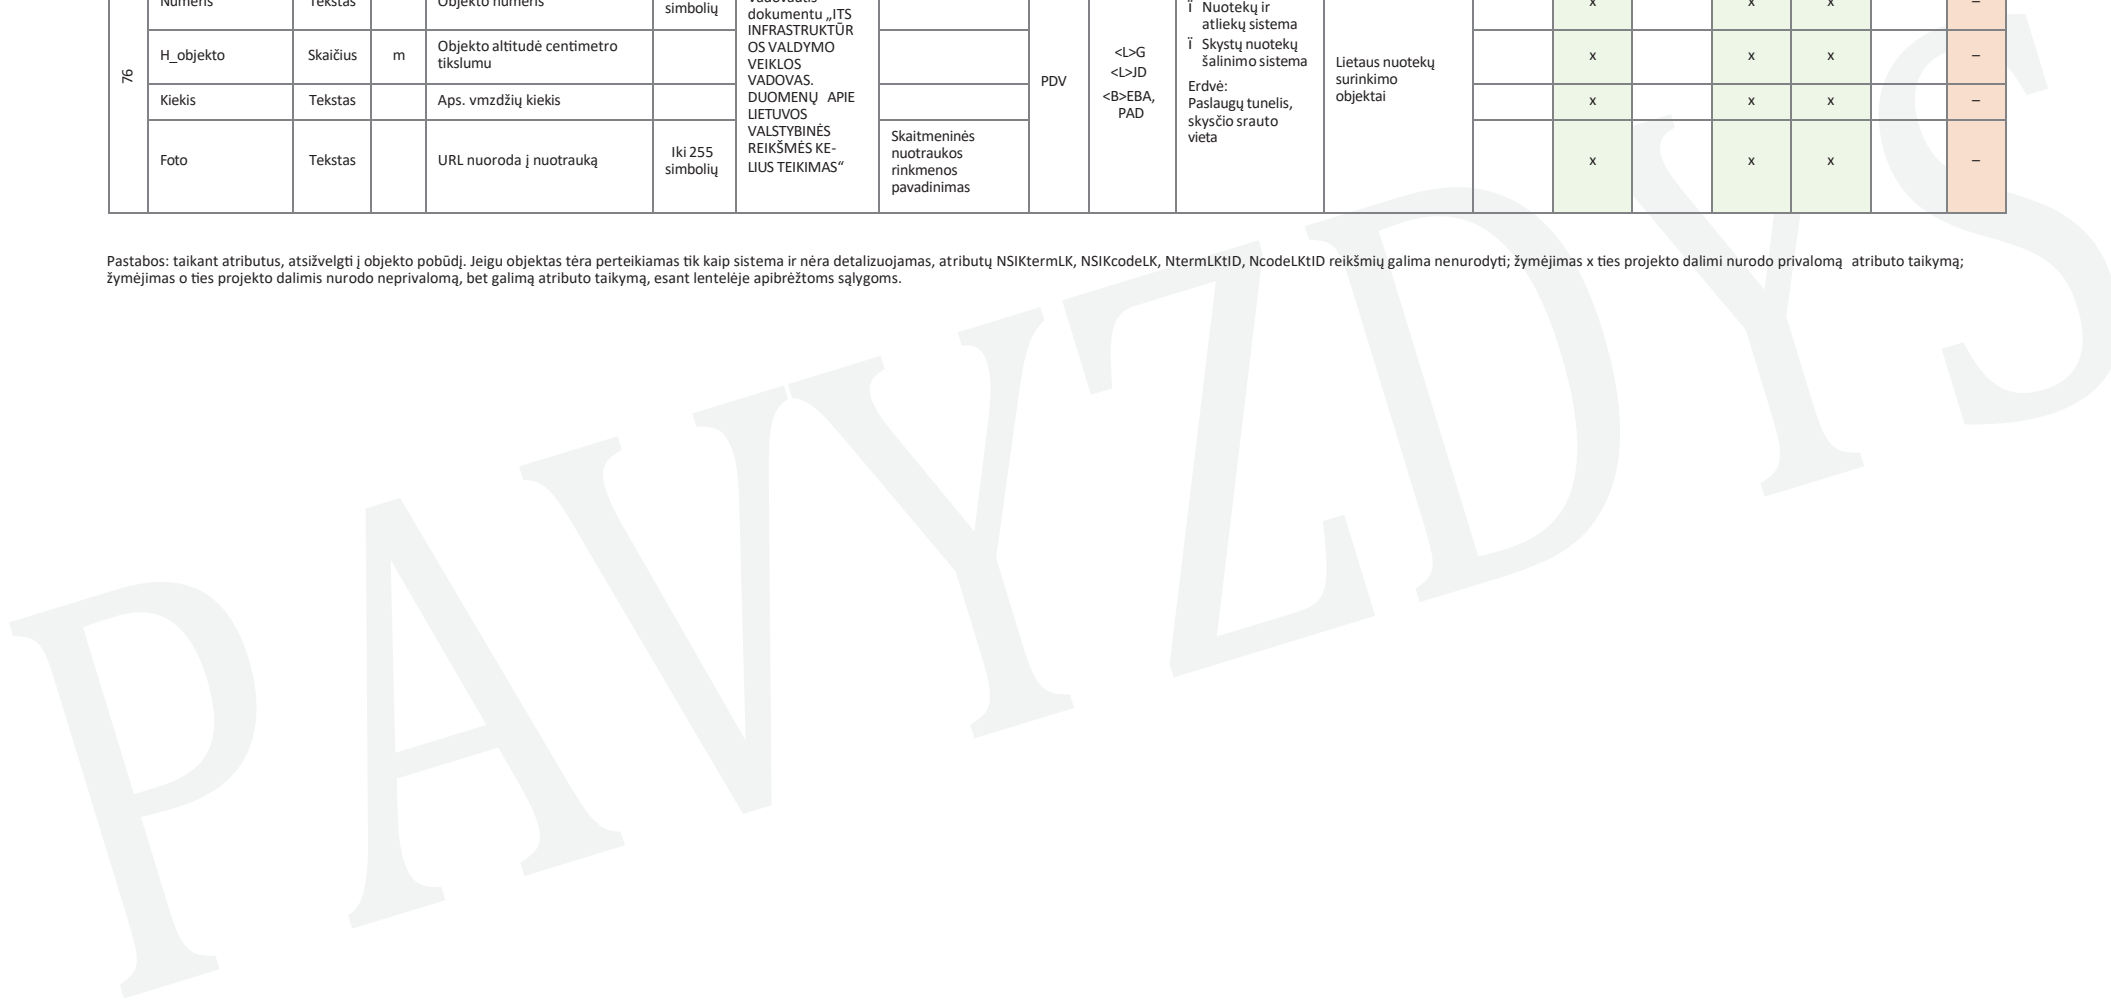 Numeris Tekstas Objekto numeris simbolių x x x –
76
H_objekto Skaičius m Objekto altitudė centimetro
tikslumu x x x –
Kiekis Tekstas Aps. vmzdžių kiekis x x x –
Foto Tekstas URL nuoroda į nuotrauką Iki 255
simbolių x x x –
dokumentu „ITS
INFRASTRUKTŪR
OS VALDYMO
VEIKLOS
VADOVAS.
DUOMENŲ APIE
LIETUVOS
VALSTYBINĖS
REIKŠMĖS KE-
LIUS TEIKIMAS“
Skaitmeninės
nuotraukos
rinkmenos
pavadinimas
PDV
<L>G
<L>JD
<B>EBA,
PAD
Ï Nuotekų ir
atliekų sistema
Ï Skystų nuotekų
šalinimo sistema
Erdvė:
Paslaugų tunelis,
skysčio srauto
vieta
Lietaus nuotekų
surinkimo
objektai
Pastabos: taikant atributus, atsižvelgti į objekto pobūdį. Jeigu objektas tėra perteikiamas tik kaip sistema ir nėra detalizuojamas, atributų NSIKtermLK, NSIKcodeLK, NtermLKtID, NcodeLKtID reikšmių galima nenurodyti; žymėjimas x ties projekto dalimi nurodo privalomą atributo taikymą;
žymėjimas o ties projekto dalimis nurodo neprivalomą, bet galimą atributo taikymą, esant lentelėje apibrėžtoms sąlygoms.
PAVYZDYS